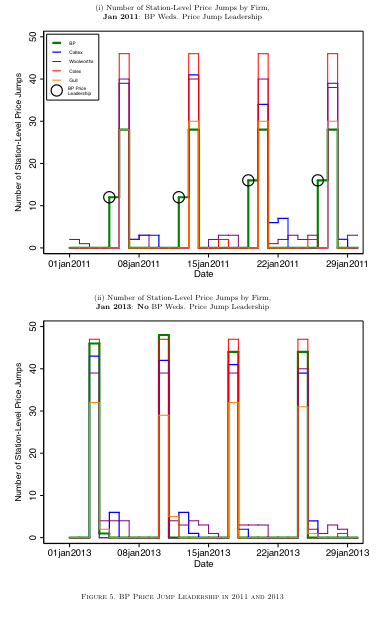 (i) Number of Station-Level Price Jumps by Firm,
Jan 2011: BP Weds. Price Jump Leadership
Number of Station-Level Price Jumps
50
40
30
20
10
0
BP
Caltex
Woolworths
Coles
Gull
BP Price
Leadership
01jan2011 08jan2011 15jan2011 22jan2011 29jan2011
Date
(ii) Number of Station-Level Price Jumps by Firm,
Jan 2013: No BP Weds. Price Jump Leadership
Number of Station-Level Price Jumps
50
40
30
20
10
0
01jan2013 08jan2013 15jan2013 22jan2013 29jan2013
Date
FIGURE 5. BP PRICE JUMP LEADERSHIP IN 2011 AND 2013